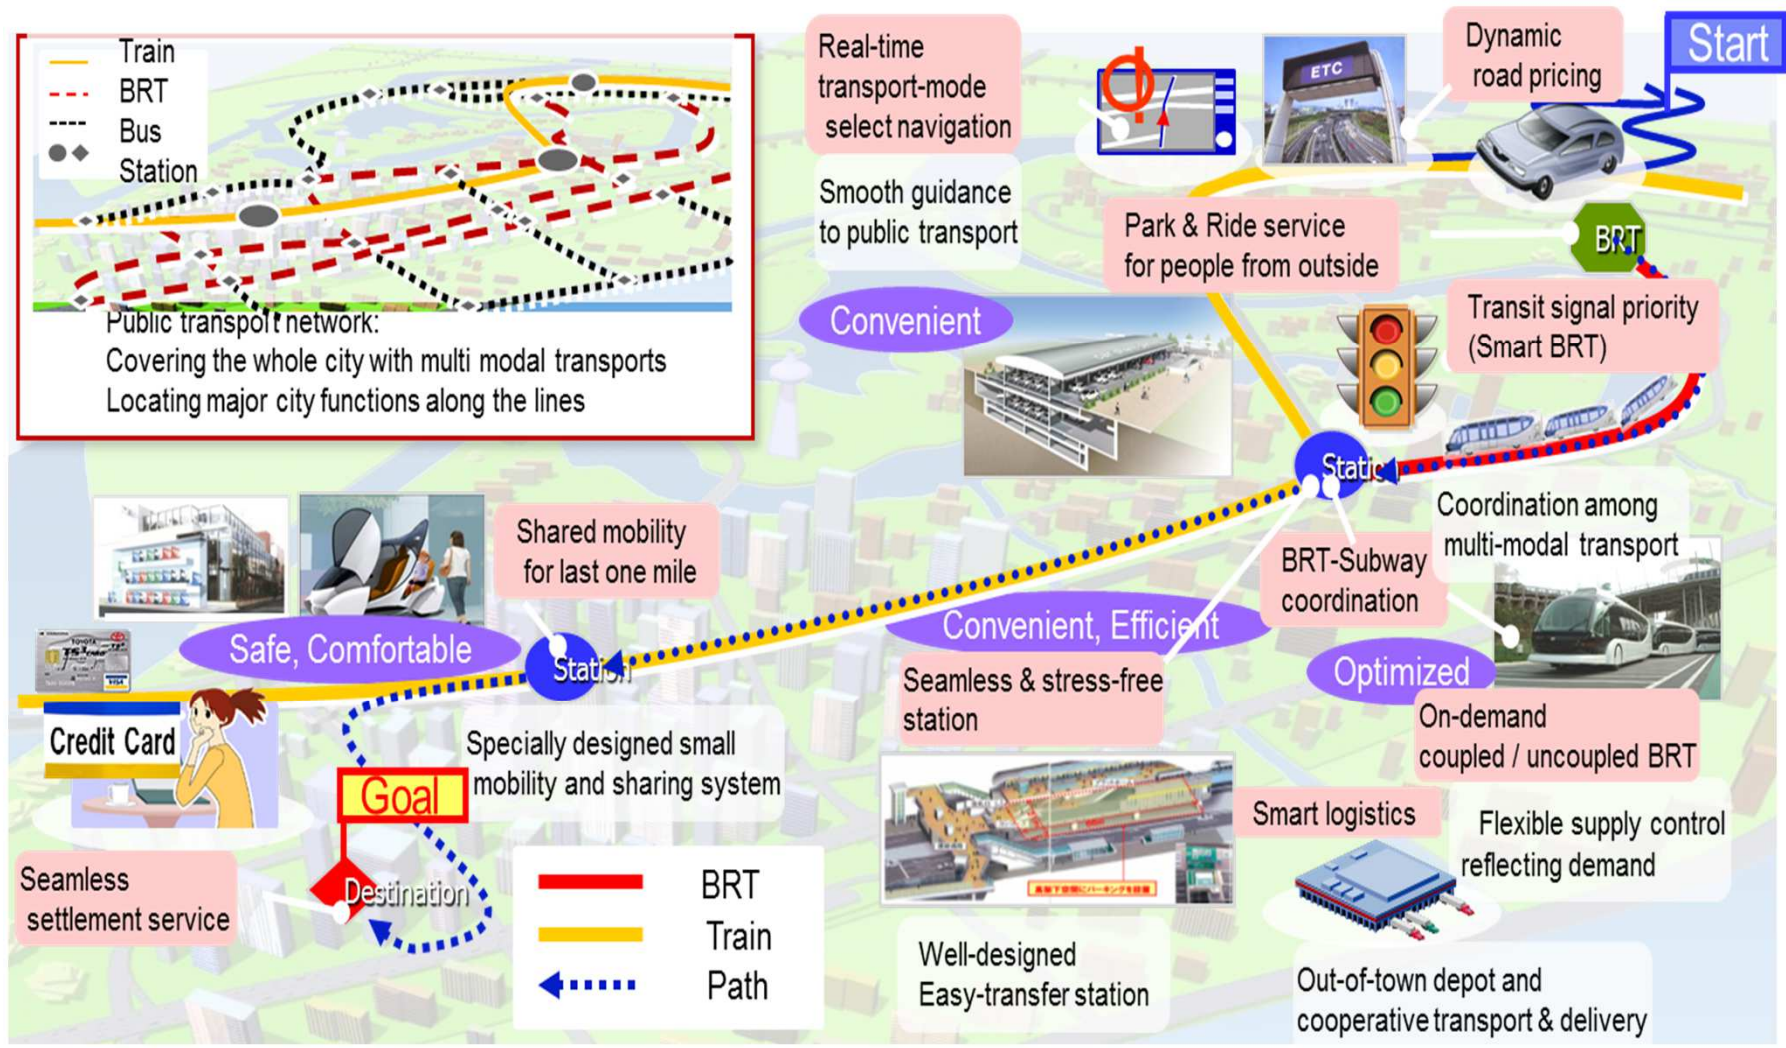 Train
BRT
Bus
Station
Public transport network:
Covering the whole city with multi modal transports
Locating major city functions along the lines
Real-time
transport-mode
select navigation
Smooth guidance
to public transport
ETC
Dynamic
road pricing
Start
Park & Ride service
for people from outside
BRT
Convenient
Transit signal priority
(Smart BRT)
Station
Coordination among
multi-modal transport
BRT-Subway
coordination
Shared mobility
for last one mile
Safe, Comfortable
Station
Convenient, Efficient
Optimized
Seamless & stress-free
station
On-demand
coupled / uncoupled BRT
TOYOTA
TS3 CARD
VISA
Credit Card
Specially designed small
mobility and sharing system
Goal
Smart logistics
Flexible supply control
reflecting demand
Seamless
settlement service
Destination
BRT
Train
Path
Well-designed
Easy-transfer station
Out-of-town depot and
cooperative transport & delivery